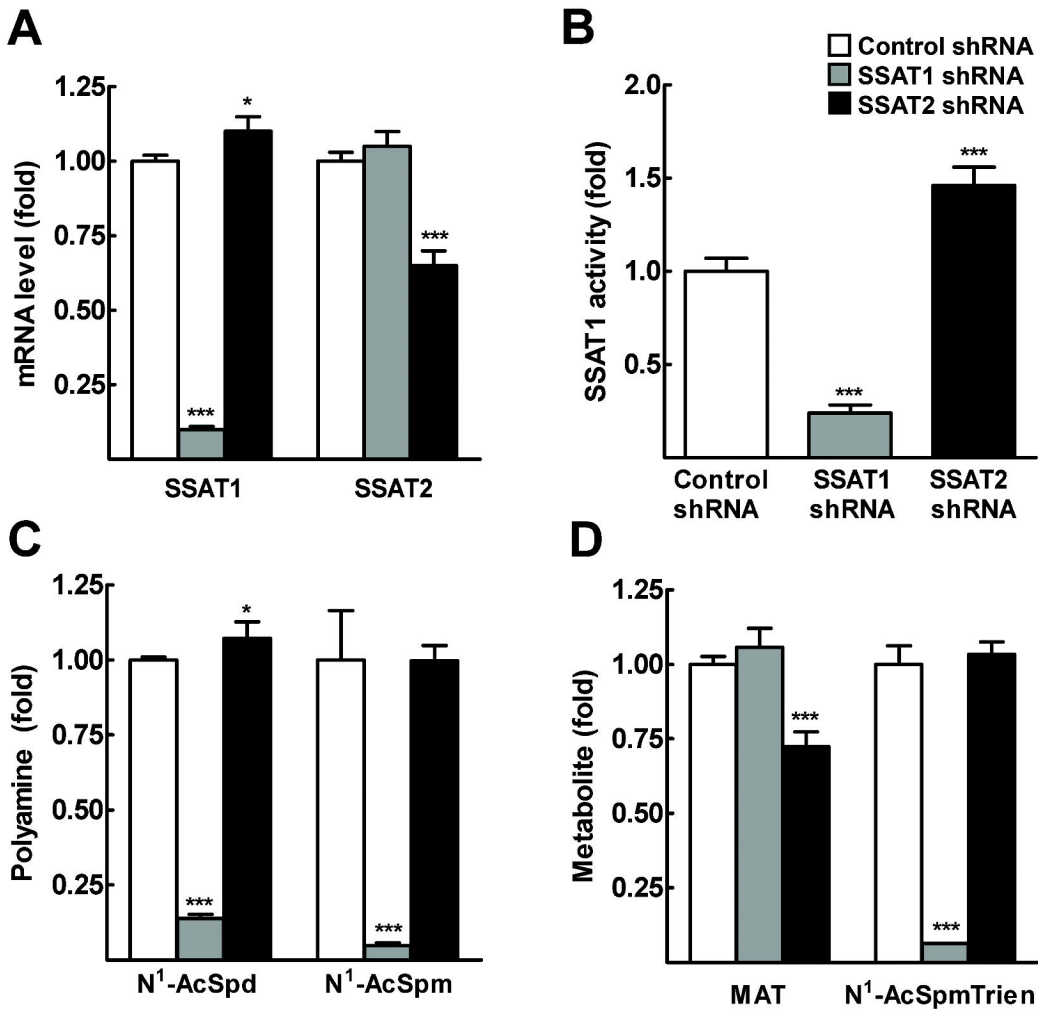 A
mRNA level (fold)
1.25
1.00
0.75
0.50
0.25
*
***
***
SSAT1 SSAT2
B
Control shRNA
SSAT1 shRNA
SSAT2 shRNA
SSAT1 activity (fold)
2.0
1.5
1.0
0.5
***
***
Control shRNA
SSAT1 shRNA
SSAT2 shRNA
C
Polyamine (fold)
1.25
1.00
0.75
0.50
0.25
*
***
***
N¹-AcSpd N¹-AcSpm
D
Metabolite (fold)
1.25
1.00
0.75
0.50
0.25
***
***
MAT N¹-AcSpmTrien